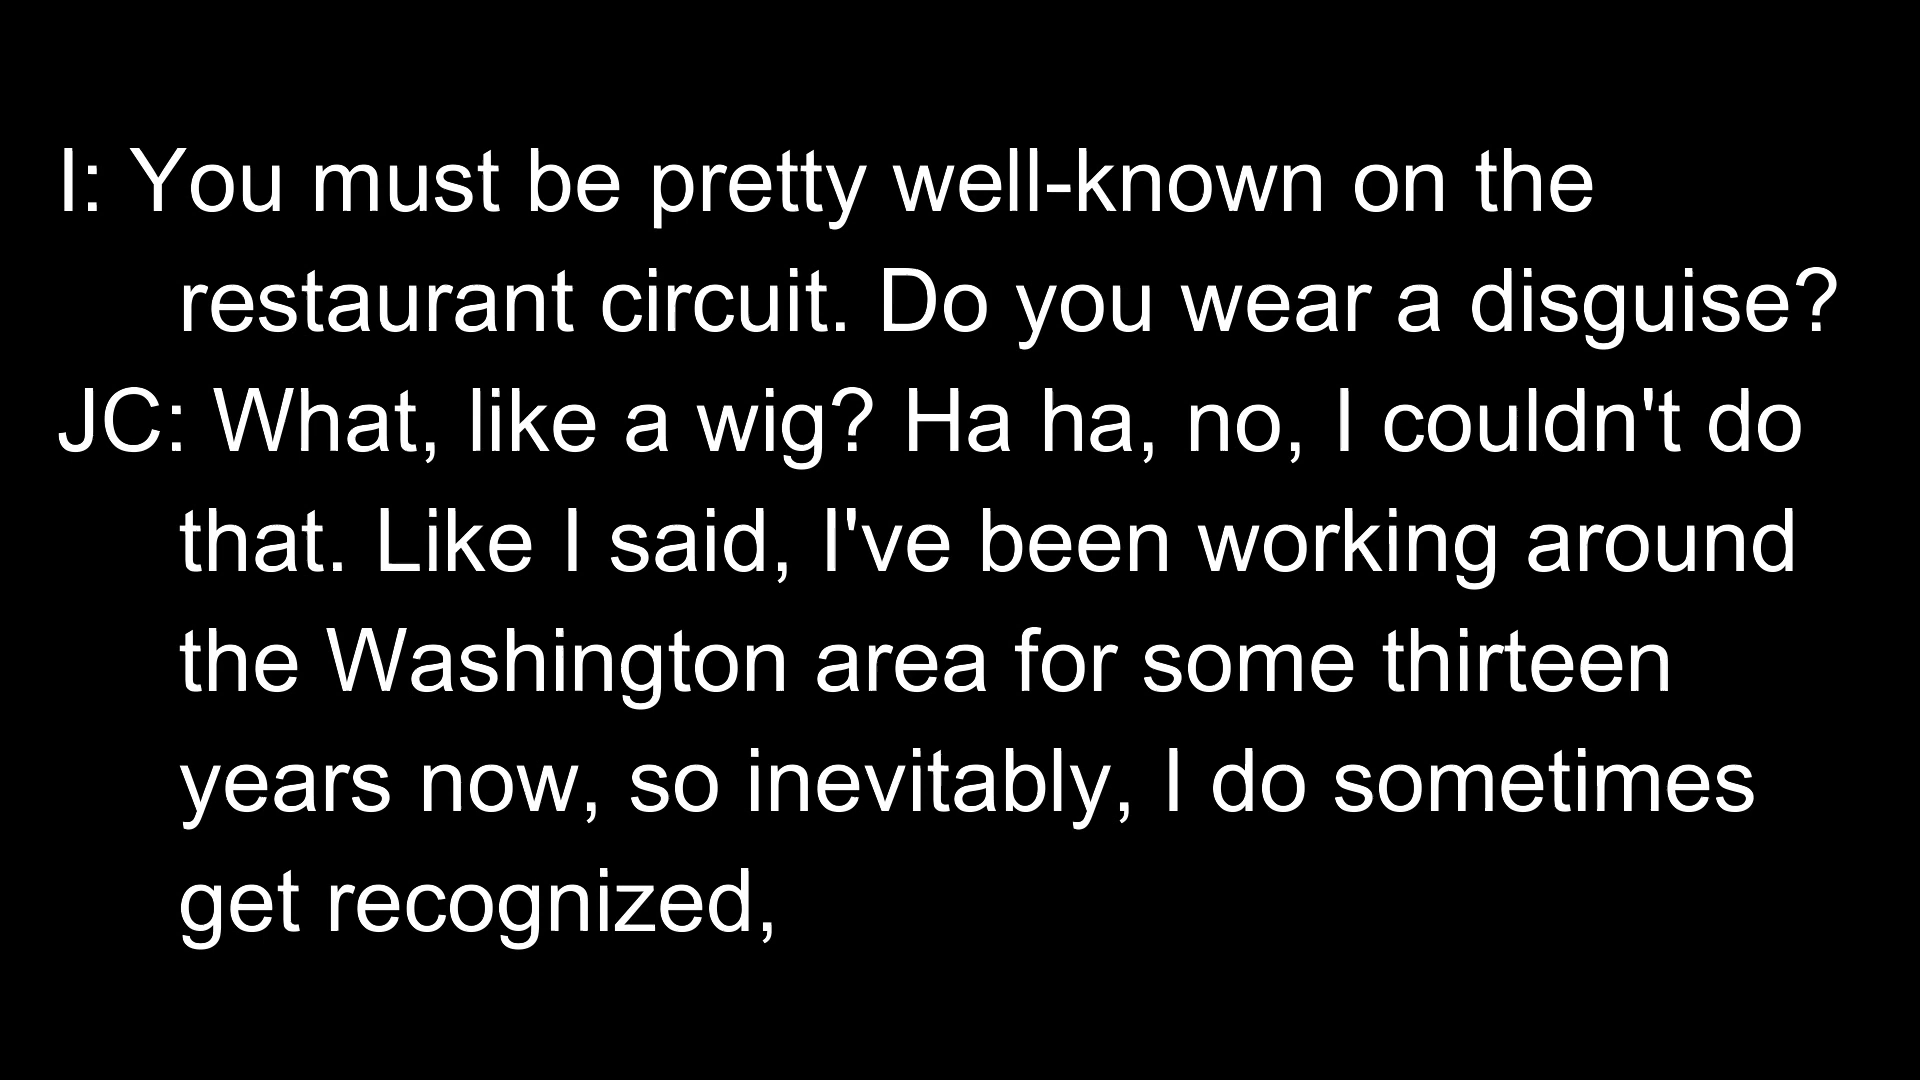 I: You must be pretty well-known on the
restaurant circuit. Do you wear a disguise?
JC: What, like a wig? Ha ha, no, I couldn't do
that. Like I said, I've been working around
the Washington area for some thirteen
years now, so inevitably, I do sometimes
get recognized,